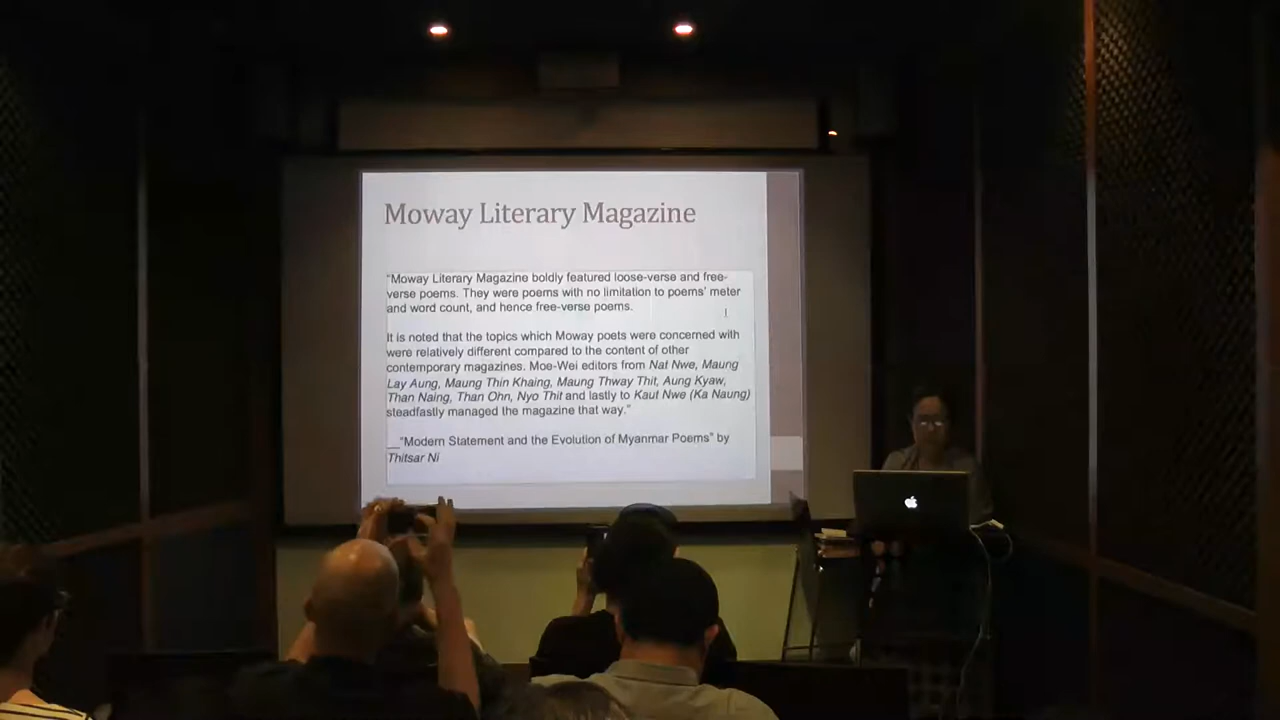 Moway Literary Magazine
“Moway Literary Magazine boldly featured loose-verse and free-
verse poems. They were poems with no limitation to poems’ meter
and word count, and hence free-verse poems.
It is noted that the topics which Moway poets were concerned with
were relatively different compared to the content of other
contemporary magazines. Moe-Wei editors from Nat Nwe, Maung
Lay Aung, Maung Thin Khaing, Maung Thway Thit, Aung Kyaw,
Than Naing, Than Ohn, Nyo Thit and lastly to Kaut Nwe (Ka Naung)
steadfastly managed the magazine that way.”
__“Modern Statement and the Evolution of Myanmar Poems” by
Thitsar Ni